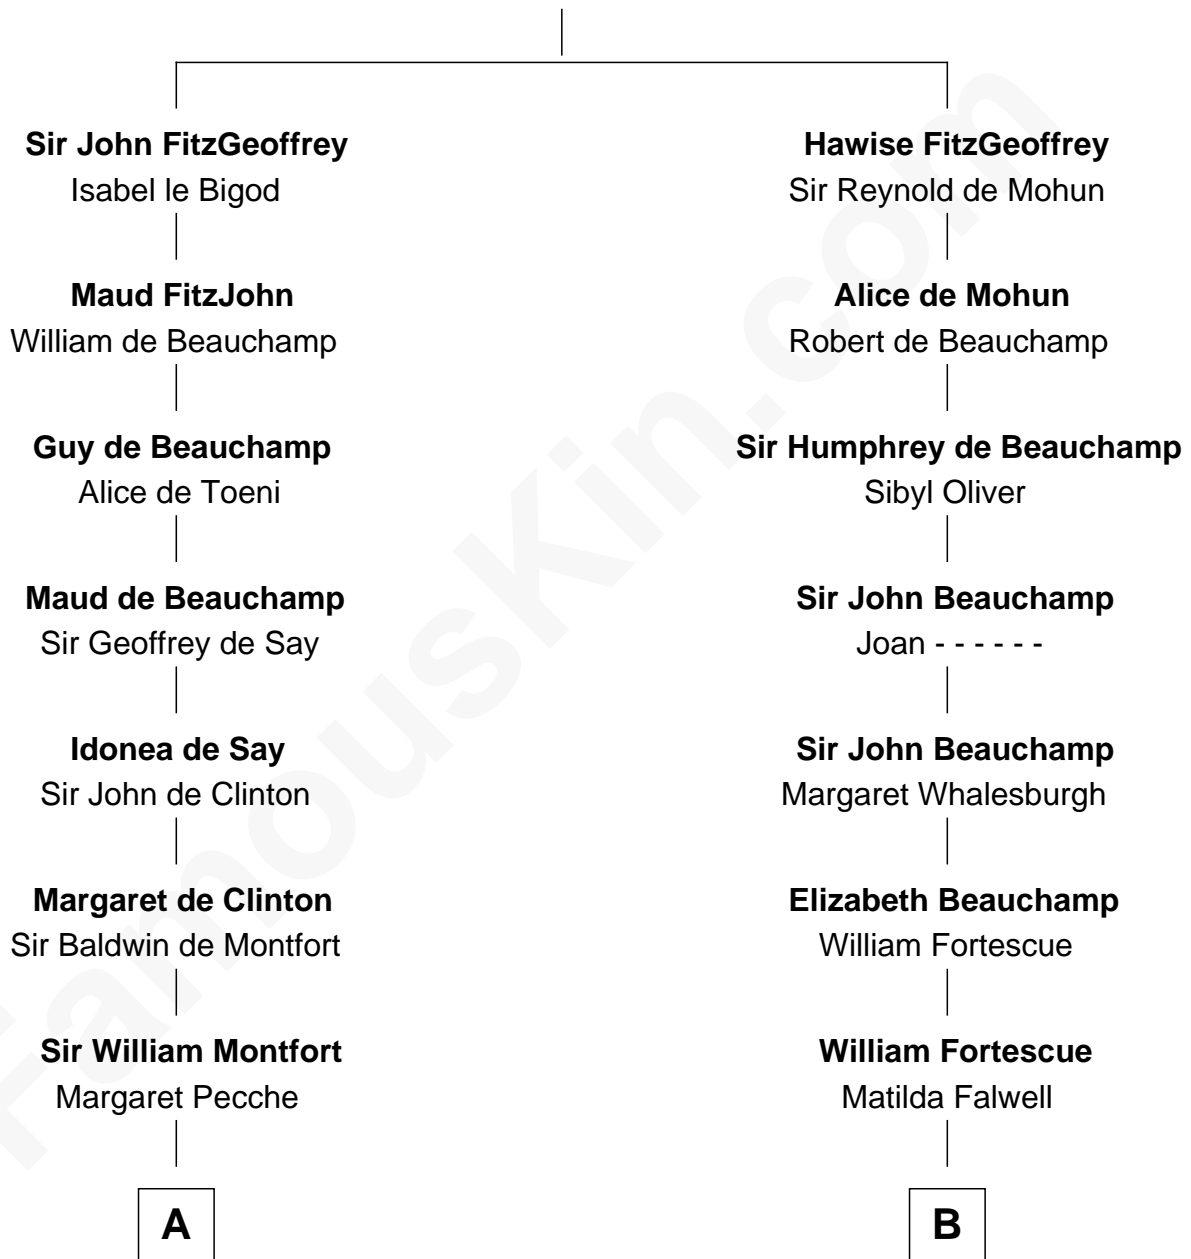 Sir John FitzGeoffrey
Isabel le Bigod
Maud FitzJohn
William de Beauchamp
Guy de Beauchamp
Alice de Toeni
Maud de Beauchamp
Sir Geoffrey de Say
Idonea de Say
Sir John de Clinton
Margaret de Clinton
Sir Baldwin de Montfort
Sir William Montfort
Margaret Pecche
A
Hawise FitzGeoffrey
Sir Reynold de Mohun
Alice de Mohun
Robert de Beauchamp
Sir Humphrey de Beauchamp
Sibyl Oliver
Sir John Beauchamp
Joan - - - - - -
Sir John Beauchamp
Margaret Whalesburgh
Elizabeth Beauchamp
William Fortescue
William Fortescue
Matilda Falwell
B
FamousKin.com